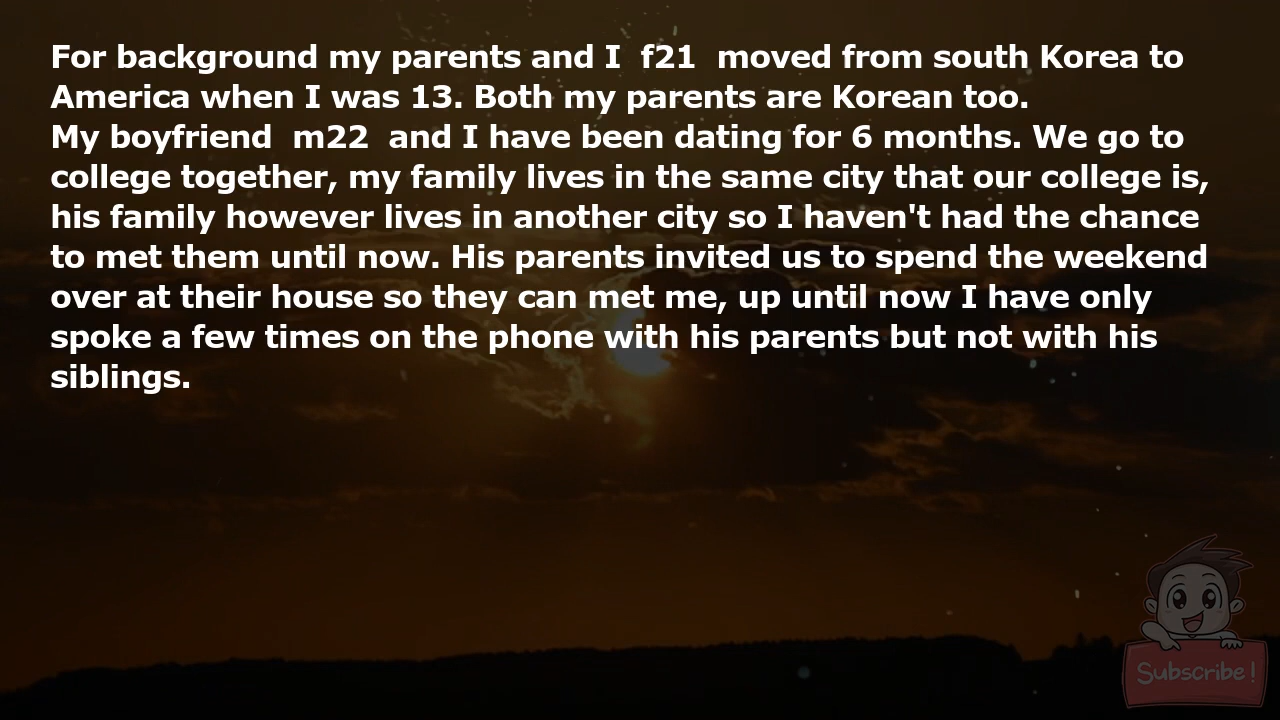 For background my parents and I  f21  moved from south Korea to
America when I was 13. Both my parents are Korean too.
My boyfriend  m22  and I have been dating for 6 months. We go to
college together, my family lives in the same city that our college is,
his family however lives in another city so I haven't had the chance
to met them until now. His parents invited us to spend the weekend
over at their house so they can met me, up until now I have only
spoke a few times on the phone with his parents but not with his
siblings.
Subscribe!